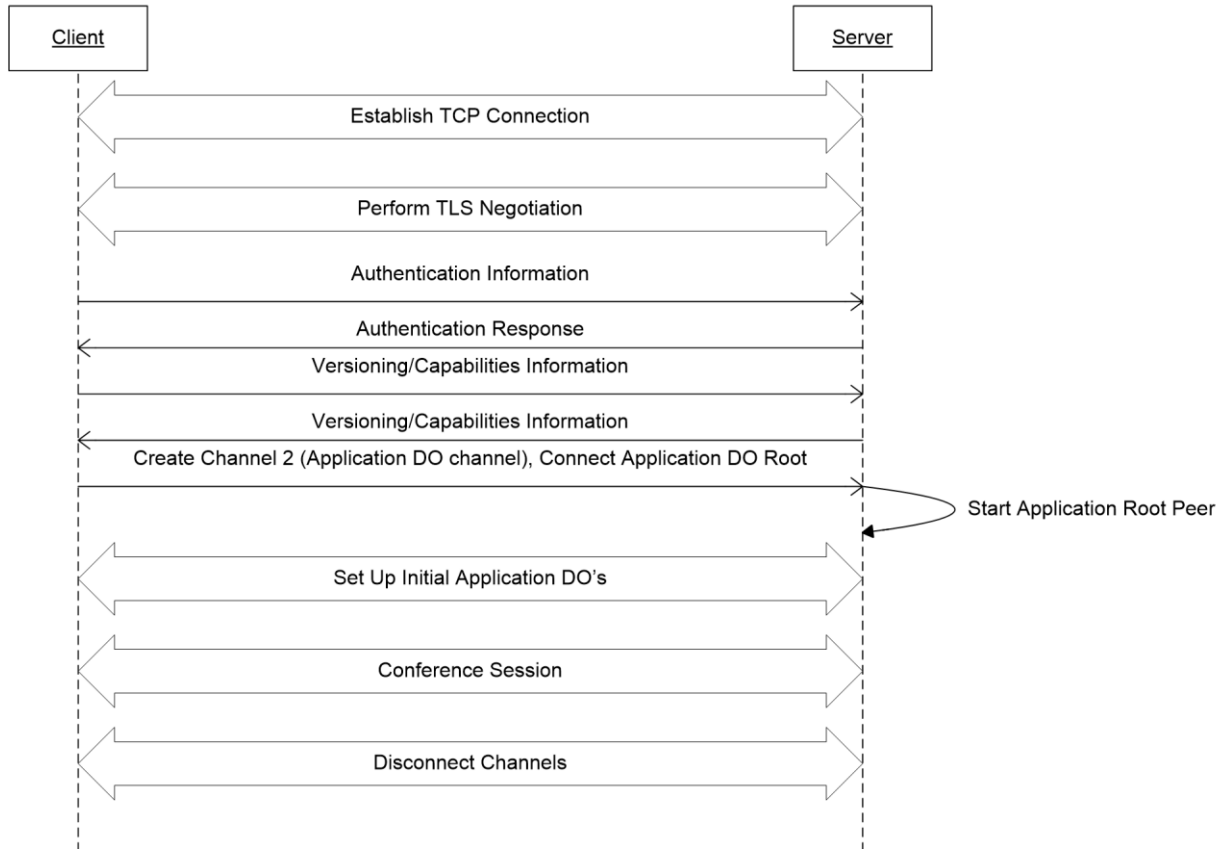 Client
Server
Establish TCP Connection
Perform TLS Negotiation
Authentication Information
Authentication Response
Versioning/Capabilities Information
Versioning/Capabilities Information
Create Channel 2 (Application DO channel), Connect Application DO Root
Start Application Root Peer
Set Up Initial Application DO’s
Conference Session
Disconnect Channels